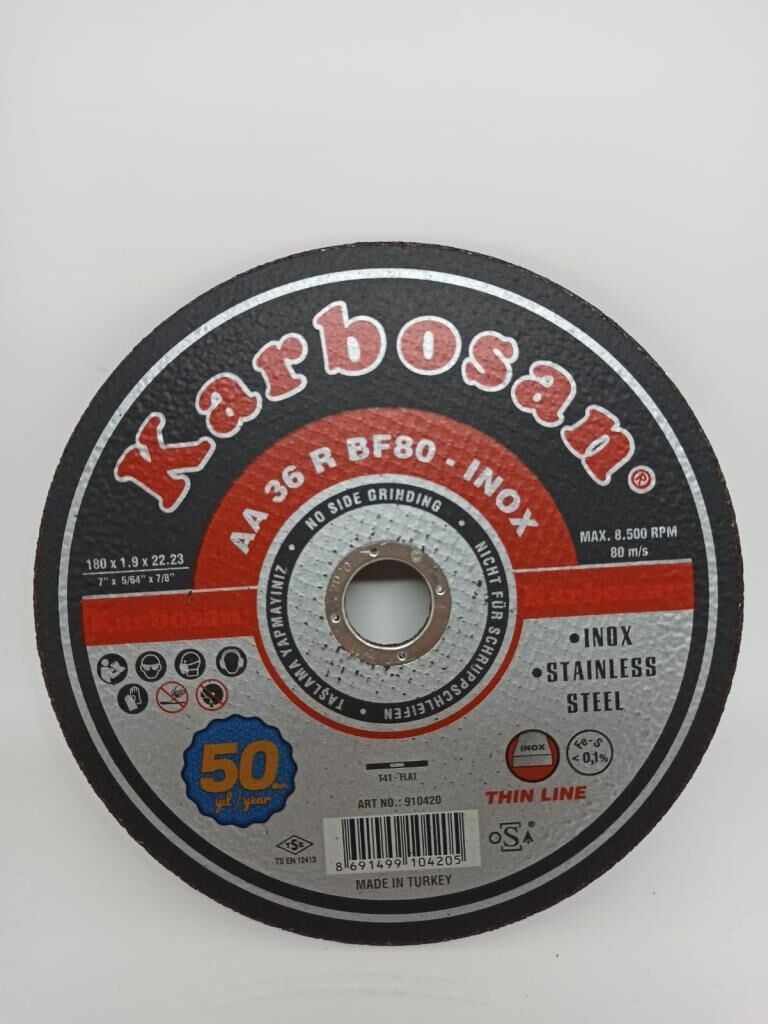 Karbosan®
AA 36 R BF80 - INOX
• NO SIDE GRINDING •
NICHT FÜR SCHRUPPSCHLEIFEN •
TAŞLAMA YAPMAYINIZ
180 x 1.9 x 22.23
7" x 5/64" x 7/8"
MAX. 8.500 RPM
80 m/s
Karbosan
Karbosan
• INOX
• STAINLESS
STEEL
50
yıl / year
INOX
Fe-S
< 0,1%
THIN LINE
T41 - FLAT
ART NO.: 910420
TSE
TS EN 12413
8 691499 104205
oSA®
MADE IN TURKEY